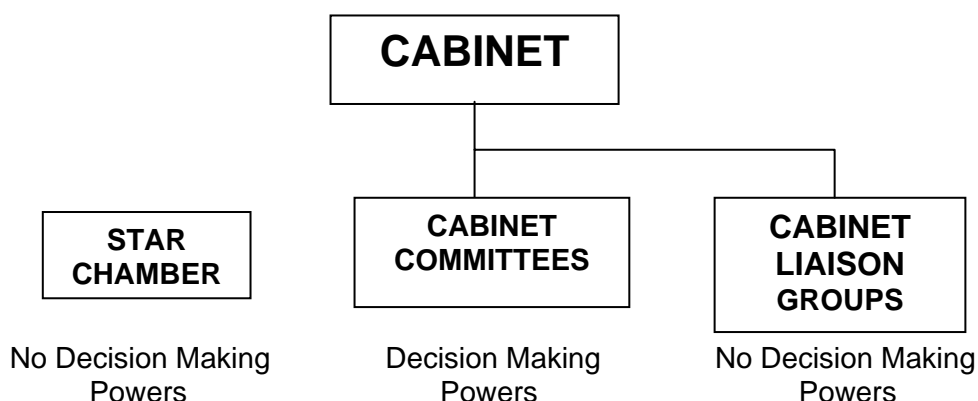 CABINET
STAR
CHAMBER
CABINET
COMMITTEES
CABINET
LIAISON
GROUPS
No Decision Making
Powers
Decision Making
Powers
No Decision Making
Powers